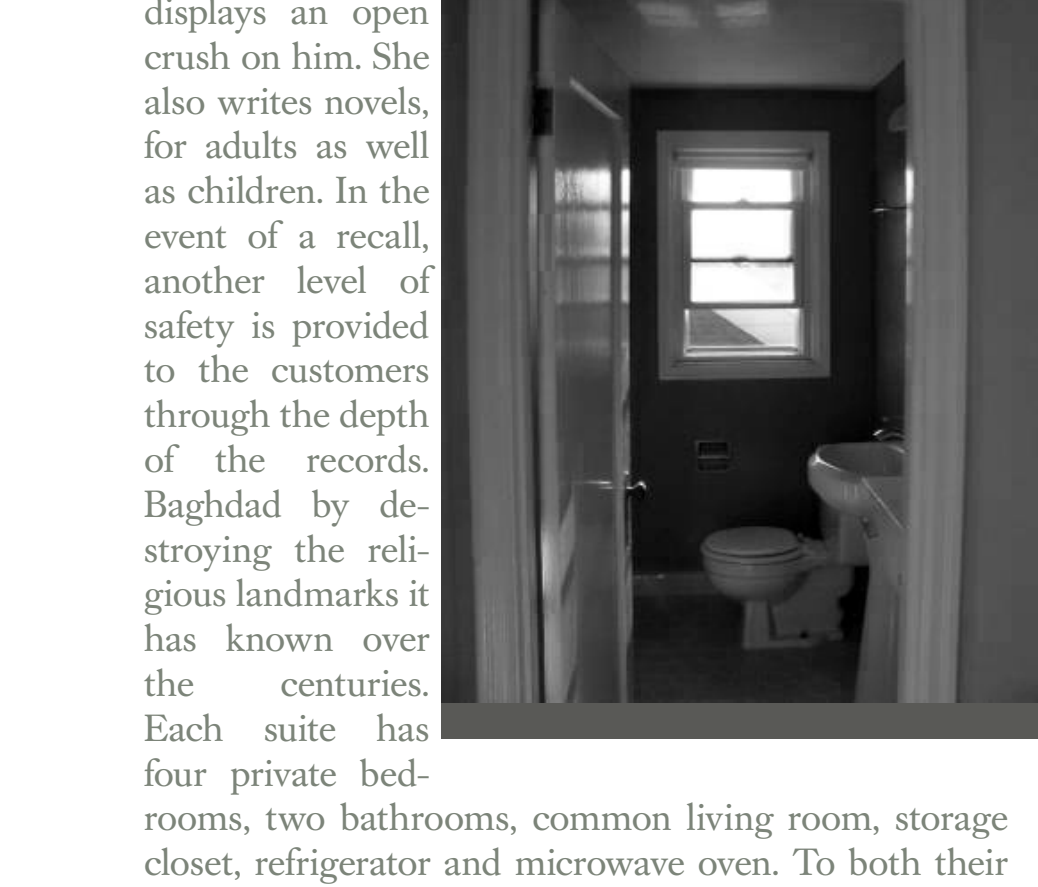 displays an open
crush on him. She
also writes novels,
for adults as well
as children. In the
event of a recall,
another level of
safety is provided
to the customers
through the depth
of the records.
Baghdad by de-
stroying the reli-
gious landmarks it
has known over
the centuries.
Each suite has
four private bed-
rooms, two bathrooms, common living room, storage
closet, refrigerator and microwave oven. To both their